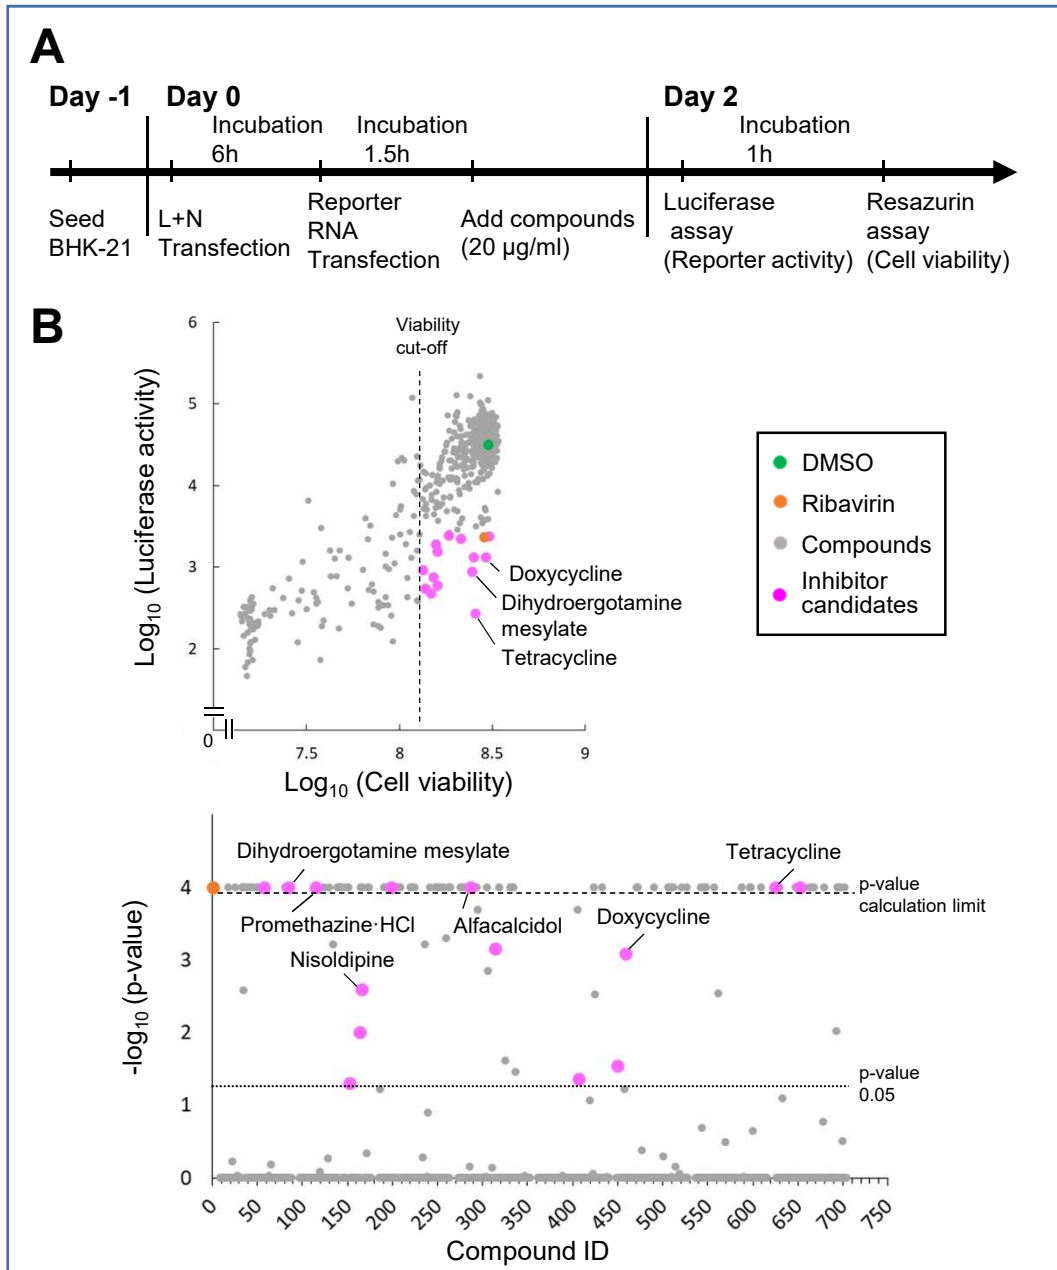 A
Day -1
Day 0
Day 2
Incubation
6h
Incubation
1.5h
Incubation
1h
Seed
BHK-21
L+N
Transfection
Reporter
RNA
Transfection
Add compounds
(20 µg/ml)
Luciferase
assay
(Reporter activity)
Resazurin
assay
(Cell viability)
B
Viability
cut-off
6
5
4
3
2
0
7.5
8
8.5
9
Log10 (Luciferase activity)
Log10 (Cell viability)
Doxycycline
Dihydroergotamine
mesylate
Tetracycline
DMSO
Ribavirin
Compounds
Inhibitor
candidates
Dihydroergotamine mesylate
Tetracycline
p-value
calculation limit
Promethazine·HCl
Alfacalcidol
Doxycycline
Nisoldipine
p-value
0.05
4
3
2
1
0
-log10 (p-value)
0
50
100
150
200
250
300
350
400
450
500
550
600
650
700
750
Compound ID